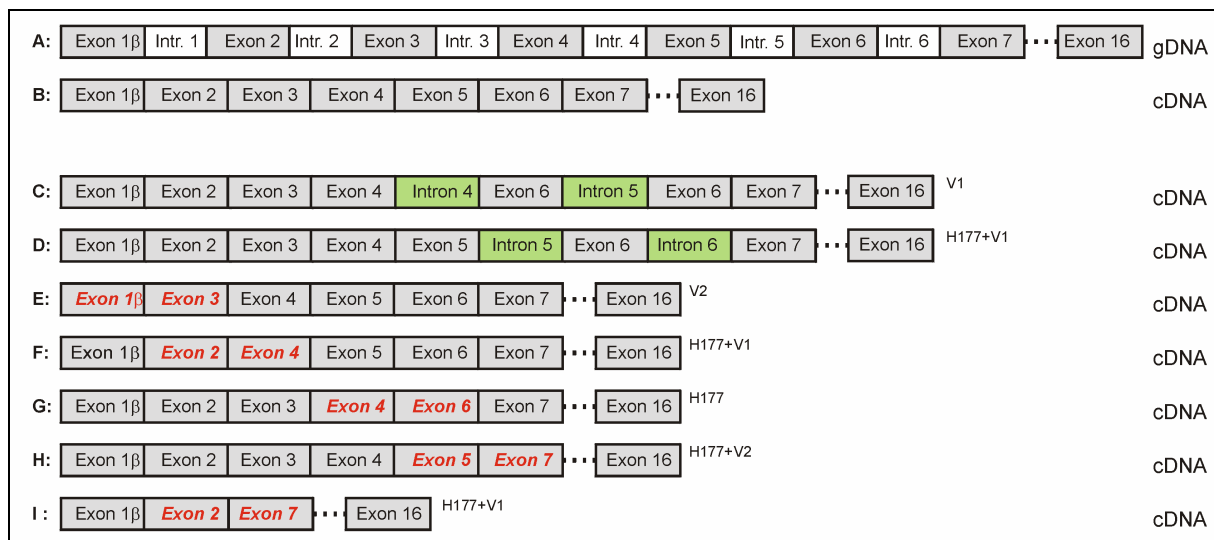 A: Exon 1β Intr. 1 Exon 2 Intr. 2 Exon 3 Intr. 3 Exon 4 Intr. 4 Exon 5 Intr. 5 Exon 6 Intr. 6 Exon 7 Exon 16 gDNA
B: Exon 1β Exon 2 Exon 3 Exon 4 Exon 5 Exon 6 Exon 7 Exon 16 cDNA
C: Exon 1β Exon 2 Exon 3 Exon 4 Intron 4 Exon 6 Intron 5 Exon 6 Exon 7 Exon 16 V1 cDNA
D: Exon 1β Exon 2 Exon 3 Exon 4 Exon 5 Intron 5 Exon 6 Intron 6 Exon 7 Exon 16 H177+V1 cDNA
E: Exon 1β Exon 3 Exon 4 Exon 5 Exon 6 Exon 7 Exon 16 V2 cDNA
F: Exon 1β Exon 2 Exon 4 Exon 5 Exon 6 Exon 7 Exon 16 H177+V1 cDNA
G: Exon 1β Exon 2 Exon 3 Exon 4 Exon 6 Exon 7 Exon 16 H177 cDNA
H: Exon 1β Exon 2 Exon 3 Exon 4 Exon 5 Exon 7 Exon 16 H177+V2 cDNA
I : Exon 1β Exon 2 Exon 7 Exon 16 H177+V1 cDNA